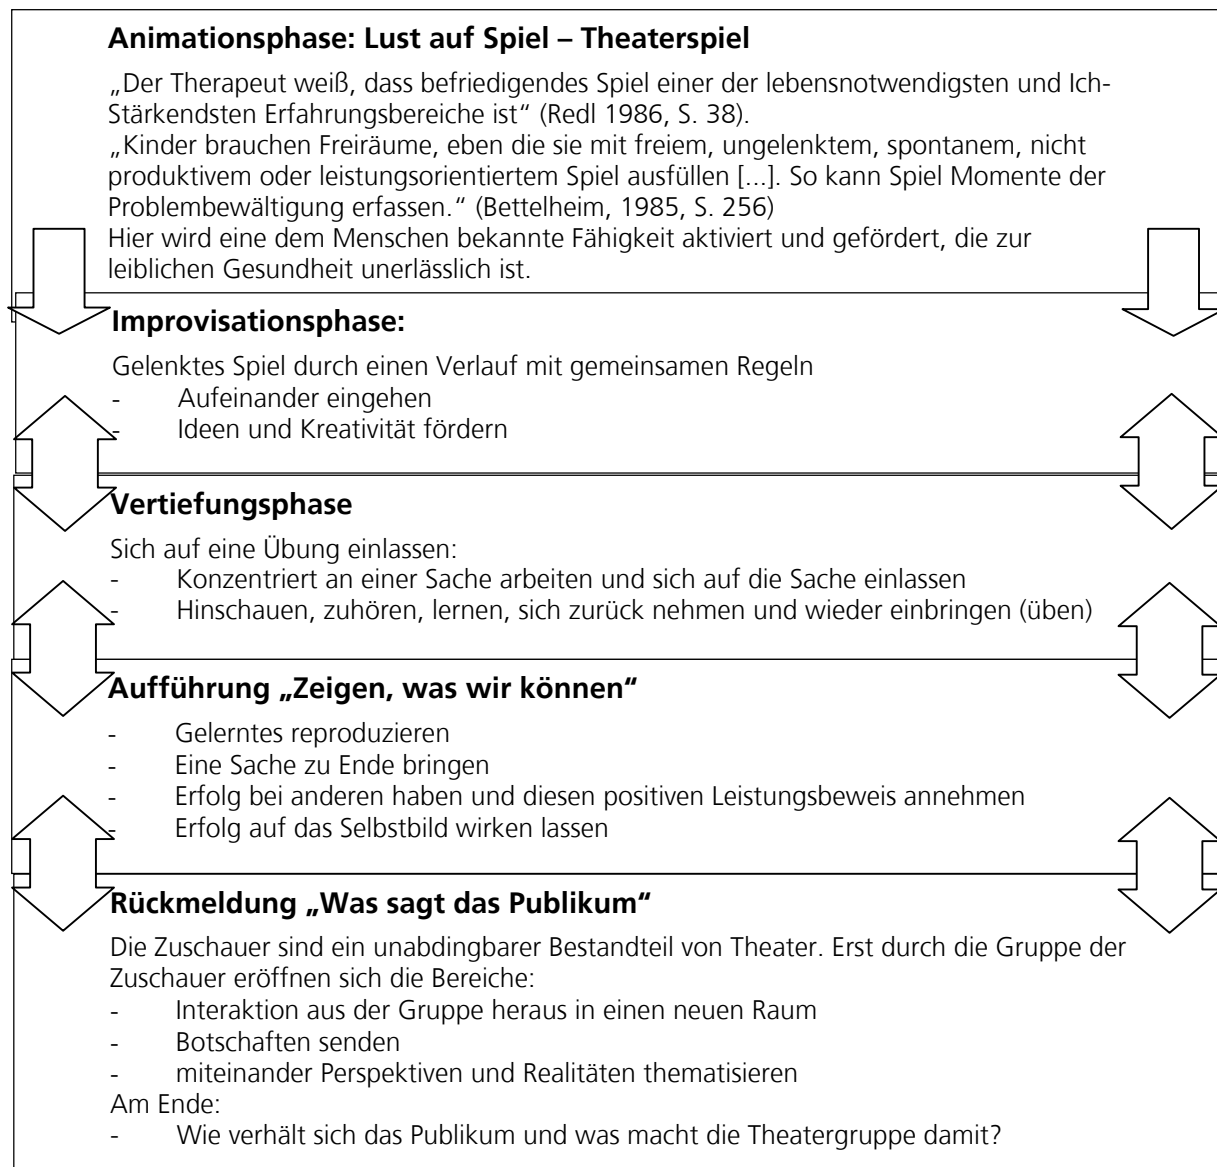 Animationsphase: Lust auf Spiel – Theaterspiel
„Der Therapeut weiß, dass befriedigendes Spiel einer der lebensnotwendigsten und Ich-
Stärkendsten Erfahrungsbereiche ist“ (Redl 1986, S. 38).
„Kinder brauchen Freiräume, eben die sie mit freiem, ungelenktem, spontanem, nicht
produktivem oder leistungsorientiertem Spiel ausfüllen [...]. So kann Spiel Momente der
Problembewältigung erfassen.“ (Bettelheim, 1985, S. 256)
Hier wird eine dem Menschen bekannte Fähigkeit aktiviert und gefördert, die zur
leiblichen Gesundheit unerlässlich ist.
Improvisationsphase:
Gelenktes Spiel durch einen Verlauf mit gemeinsamen Regeln
- Aufeinander eingehen
- Ideen und Kreativität fördern
Vertiefungsphase
Sich auf eine Übung einlassen:
- Konzentriert an einer Sache arbeiten und sich auf die Sache einlassen
- Hinschauen, zuhören, lernen, sich zurück nehmen und wieder einbringen (üben)
Aufführung „Zeigen, was wir können“
- Gelerntes reproduzieren
- Eine Sache zu Ende bringen
- Erfolg bei anderen haben und diesen positiven Leistungsbeweis annehmen
- Erfolg auf das Selbstbild wirken lassen
Rückmeldung „Was sagt das Publikum“
Die Zuschauer sind ein unabdingbarer Bestandteil von Theater. Erst durch die Gruppe der
Zuschauer eröffnen sich die Bereiche:
- Interaktion aus der Gruppe heraus in einen neuen Raum
- Botschaften senden
- miteinander Perspektiven und Realitäten thematisieren
Am Ende:
- Wie verhält sich das Publikum und was macht die Theatergruppe damit?